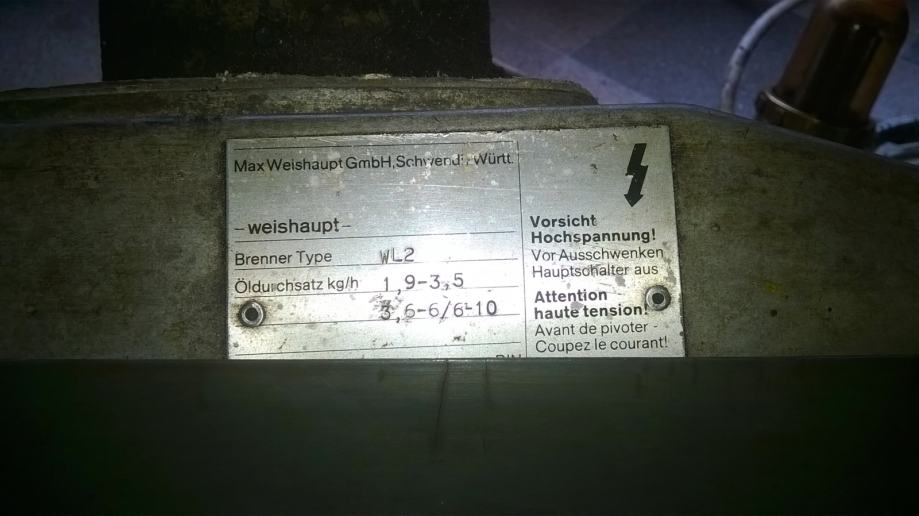 Max Weishaupt GmbH, Schwendi, Württ.
-weishaupt-
Brenner Type WL2
Öldurchsatz kg/h 1,9-3,5
3,6-6/6-10
Vorsicht
Hochspannung!
Vor Ausschwenken
Hauptschalter aus
Attention
haute tension!
Avant de pivoter -
Coupez le courant!